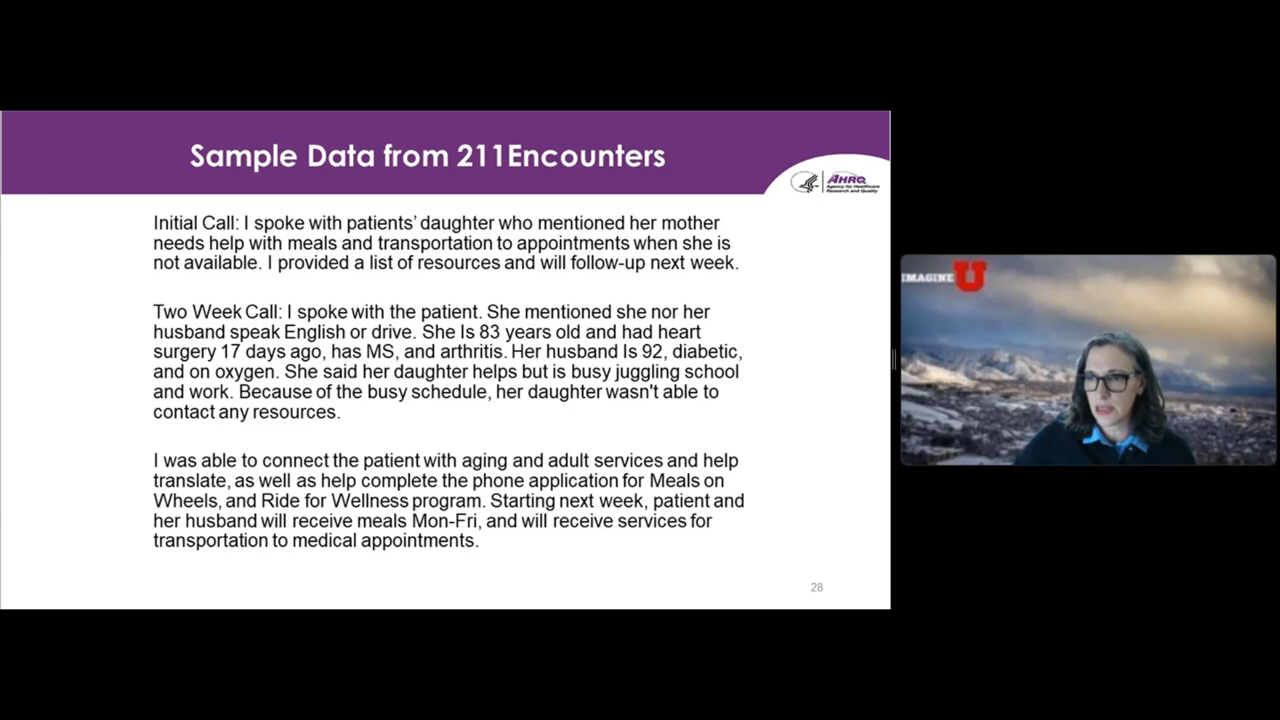 Sample Data from 211Encounters
AHRQ
Agency for Healthcare
Research and Quality
Initial Call: I spoke with patients' daughter who mentioned her mother
needs help with meals and transportation to appointments when she is
not available. I provided a list of resources and will follow-up next week.
Two Week Call: I spoke with the patient. She mentioned she nor her
husband speak English or drive. She Is 83 years old and had heart
surgery 17 days ago, has MS, and arthritis. Her husband Is 92, diabetic,
and on oxygen. She said her daughter helps but is busy juggling school
and work. Because of the busy schedule, her daughter wasn't able to
contact any resources.
I was able to connect the patient with aging and adult services and help
translate, as well as help complete the phone application for Meals on
Wheels, and Ride for Wellness program. Starting next week, patient and
her husband will receive meals Mon-Fri, and will receive services for
transportation to medical appointments.
28
IMAGINE U